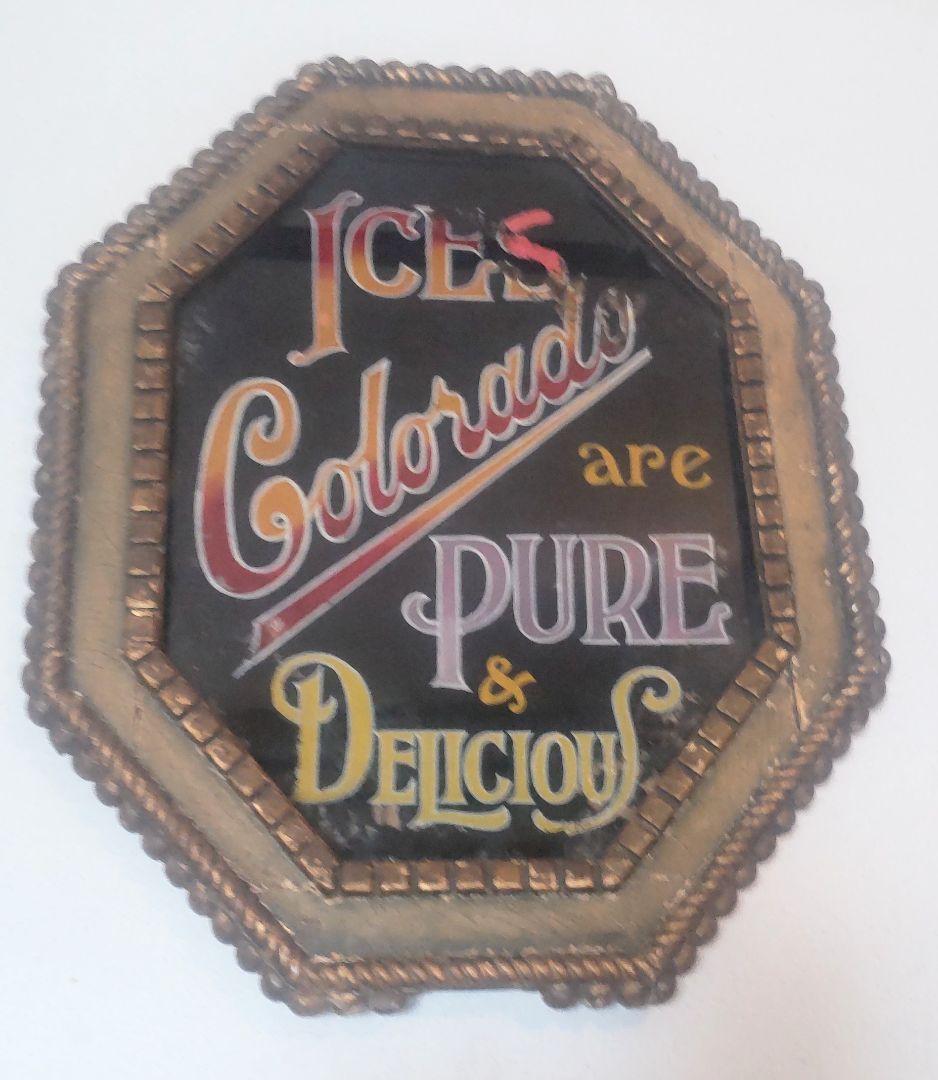 ICES
Colorado
are
PURE
&
DELICIOUS